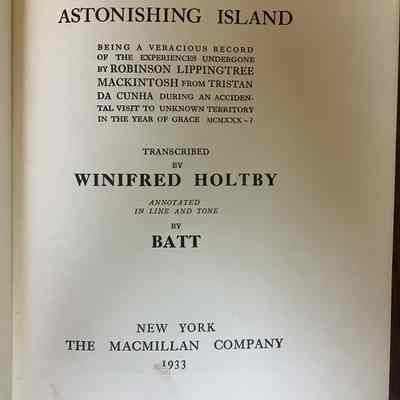 ASTONISHING ISLAND
BEING A VERACIOUS RECORD
OF THE EXPERIENCES UNDERGONE
BY ROBINSON LIPPINGTREE
MACKINTOSH FROM TRISTAN
DA CUNHA DURING AN ACCIDEN-
TAL VISIT TO UNKNOWN TERRITORY
IN THE YEAR OF GRACE MCMXXX-?
TRANSCRIBED
BY
WINIFRED HOLTBY
ANNOTATED
IN LINE AND TONE
BY
BATT
NEW YORK
THE MACMILLAN COMPANY
1933